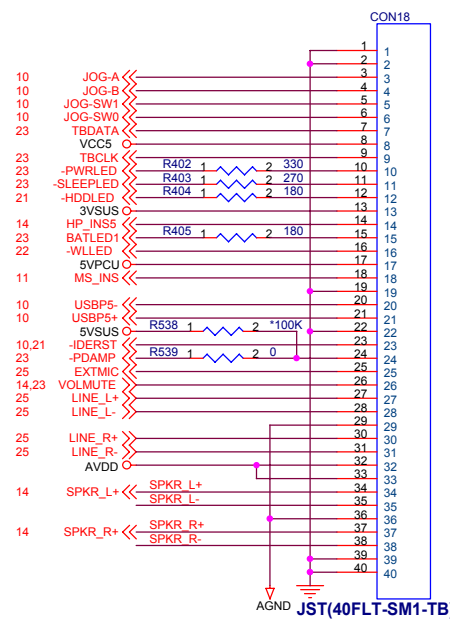 CON18
1 1
2 2
10 JOG-A 3 3
10 JOG-B 4 4
10 JOG-SW1 5 5
10 JOG-SW0 6 6
23 TBDATA 7 7
VCC5 8 8
23 TBCLK 9 9
23 -PWRLED R402 1 2 330 10 10
23 -SLEEPLED R403 1 2 270 11 11
21 -HDDLED R404 1 2 180 12 12
3VSUS 13 13
14 HP_INS5 14 14
23 BATLED1 R405 1 2 180 15 15
22 -WLLED 16 16
5VPCU 17 17
11 MS_INS 18 18
19 19
10 USBP5- 20 20
10 USBP5+ 21 21
5VSUS R538 1 2 *100K 22 22
10,21 -IDERST 23 23
23 -PDAMP R539 1 2 0 24 24
25 EXTMIC 25 25
14,23 VOLMUTE 26 26
25 LINE_L+ 27 27
25 LINE_L- 28 28
29 29
25 LINE_R+ 30 30
25 LINE_R- 31 31
AVDD 32 32
33 33
14 SPKR_L+ SPKR_L+ 34 34
SPKR_L- 35 35
36 36
14 SPKR_R+ SPKR_R+ 37 37
SPKR_R- 38 38
39 39
40 40
AGND JST(40FLT-SM1-TB